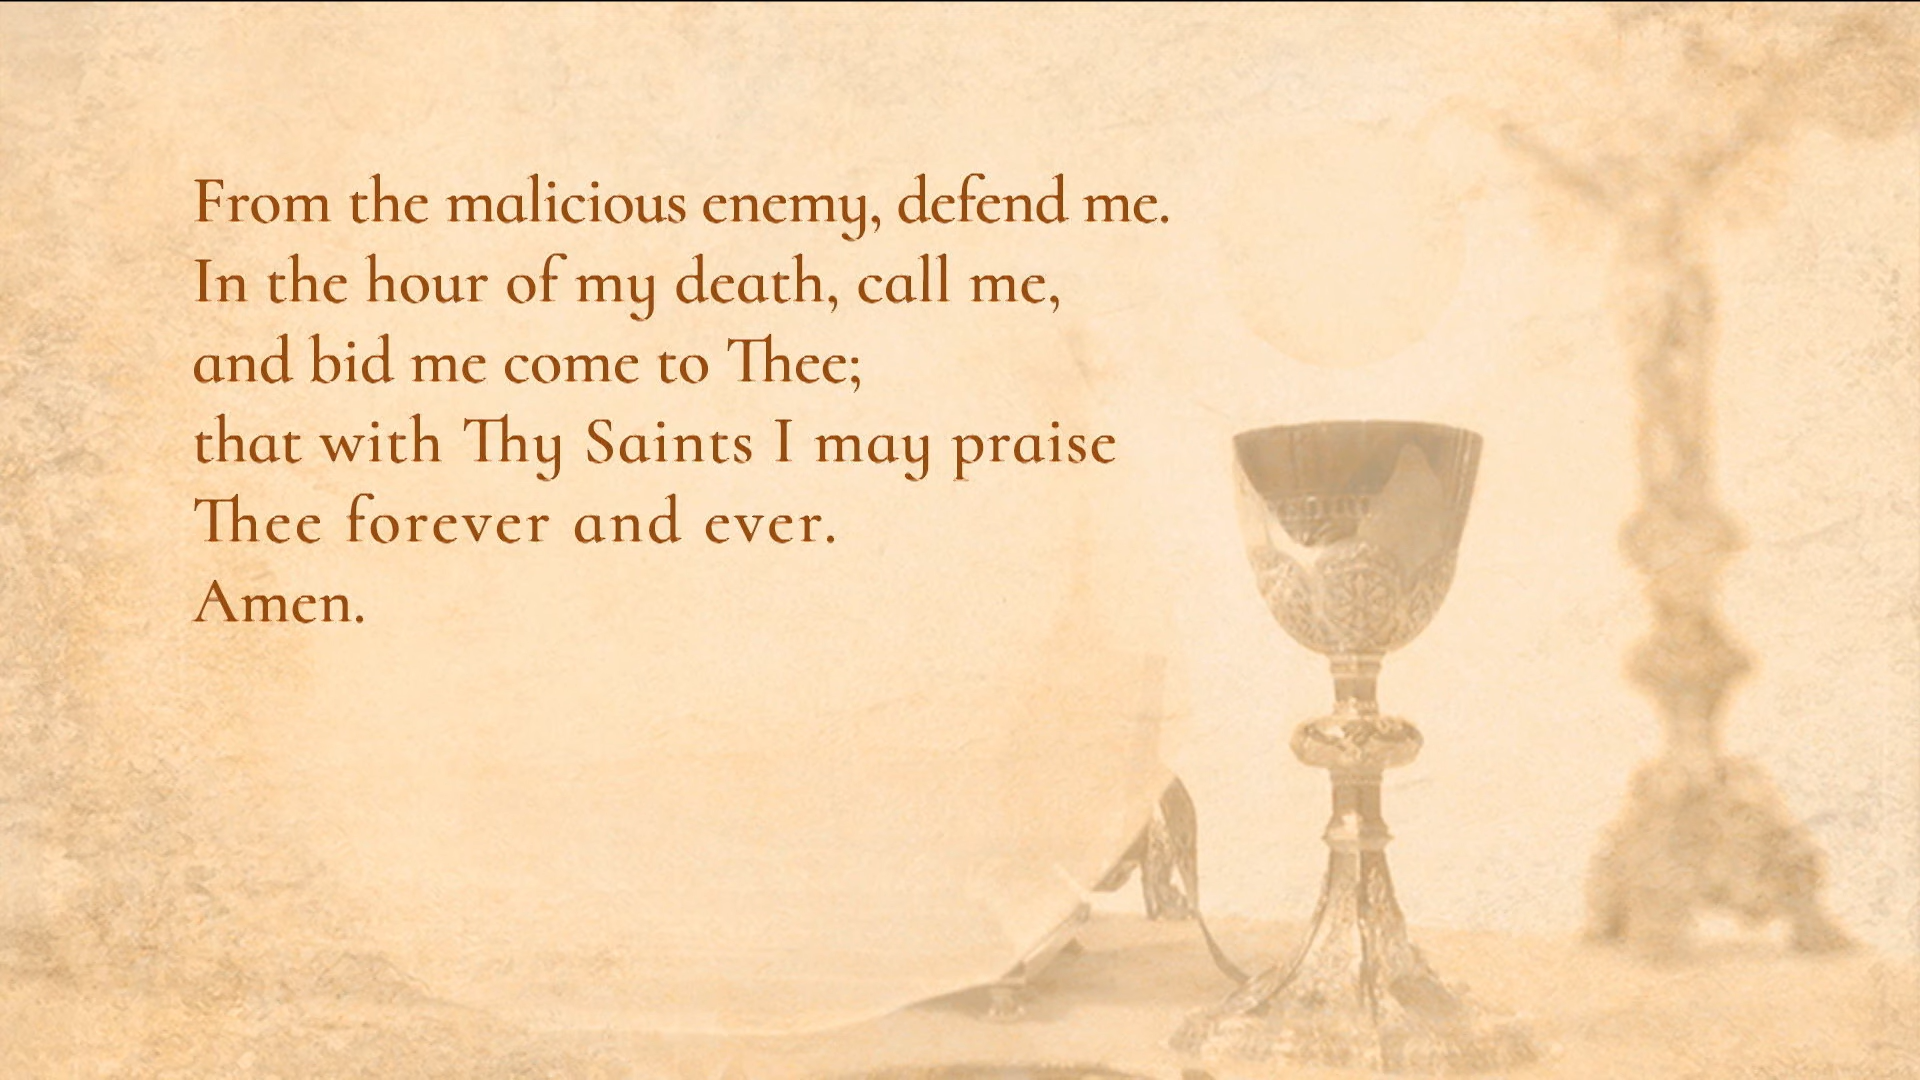 From the malicious enemy, defend me.
In the hour of my death, call me,
and bid me come to Thee;
that with Thy Saints I may praise
Thee forever and ever.
Amen.